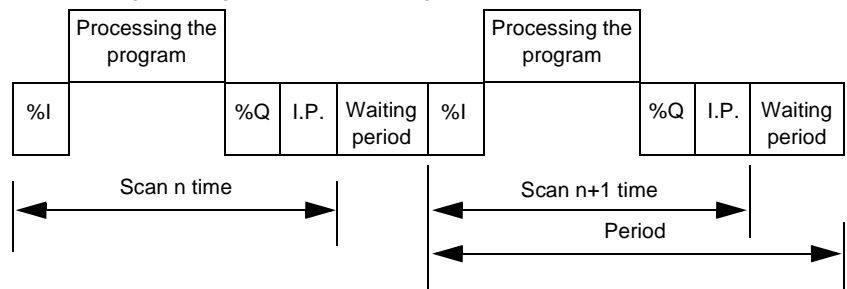 Processing the
program
Processing the
program
%I
%Q
I.P.
Waiting
period
%I
%Q
I.P.
Waiting
period
Scan n time
Scan n+1 time
Period